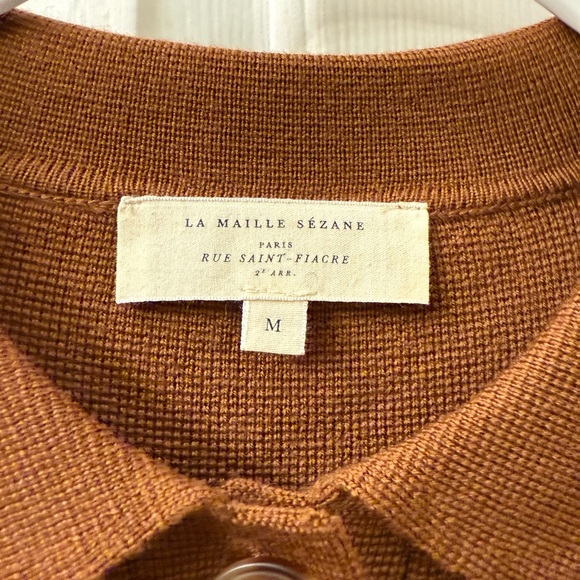 LA MAILLE SÉZANE
PARIS
RUE SAINT-FIACRE
2E ARR.
M